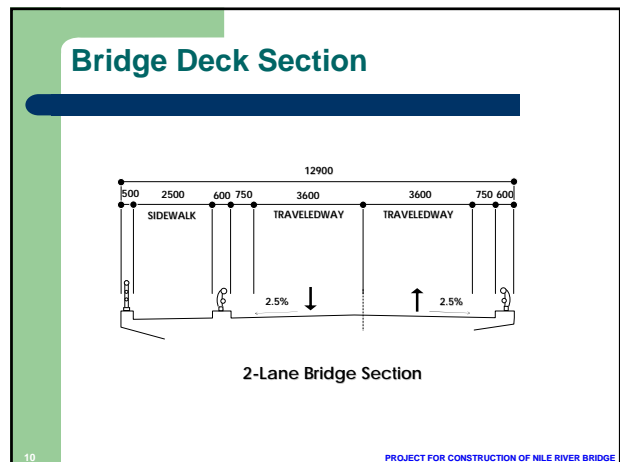 Bridge Deck Section
12900
500 2500 600 750 3600 3600 750 600
SIDEWALK TRAVELEDWAY TRAVELEDWAY
2.5% 2.5%
2-Lane Bridge Section
10 PROJECT FOR CONSTRUCTION OF NILE RIVER BRIDGE